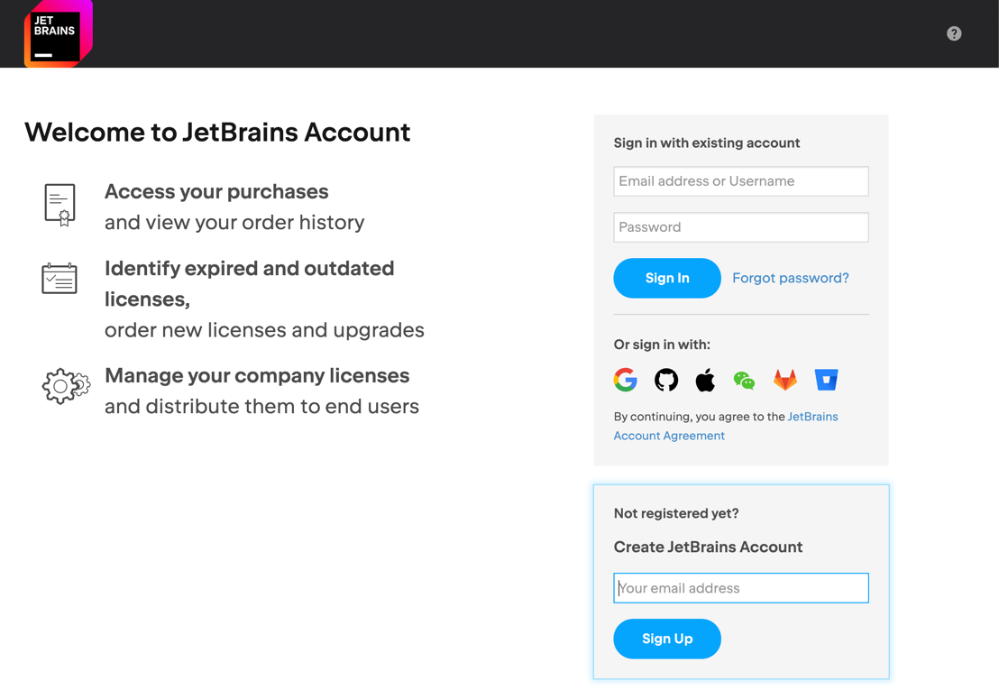 JET
BRAINS
?
Welcome to JetBrains Account
Access your purchases
and view your order history
Identify expired and outdated
licenses,
order new licenses and upgrades
Manage your company licenses
and distribute them to end users
Sign in with existing account
Email address or Username
Password
Sign In
Forgot password?
Or sign in with:
By continuing, you agree to the JetBrains
Account Agreement
Not registered yet?
Create JetBrains Account
Your email address
Sign Up